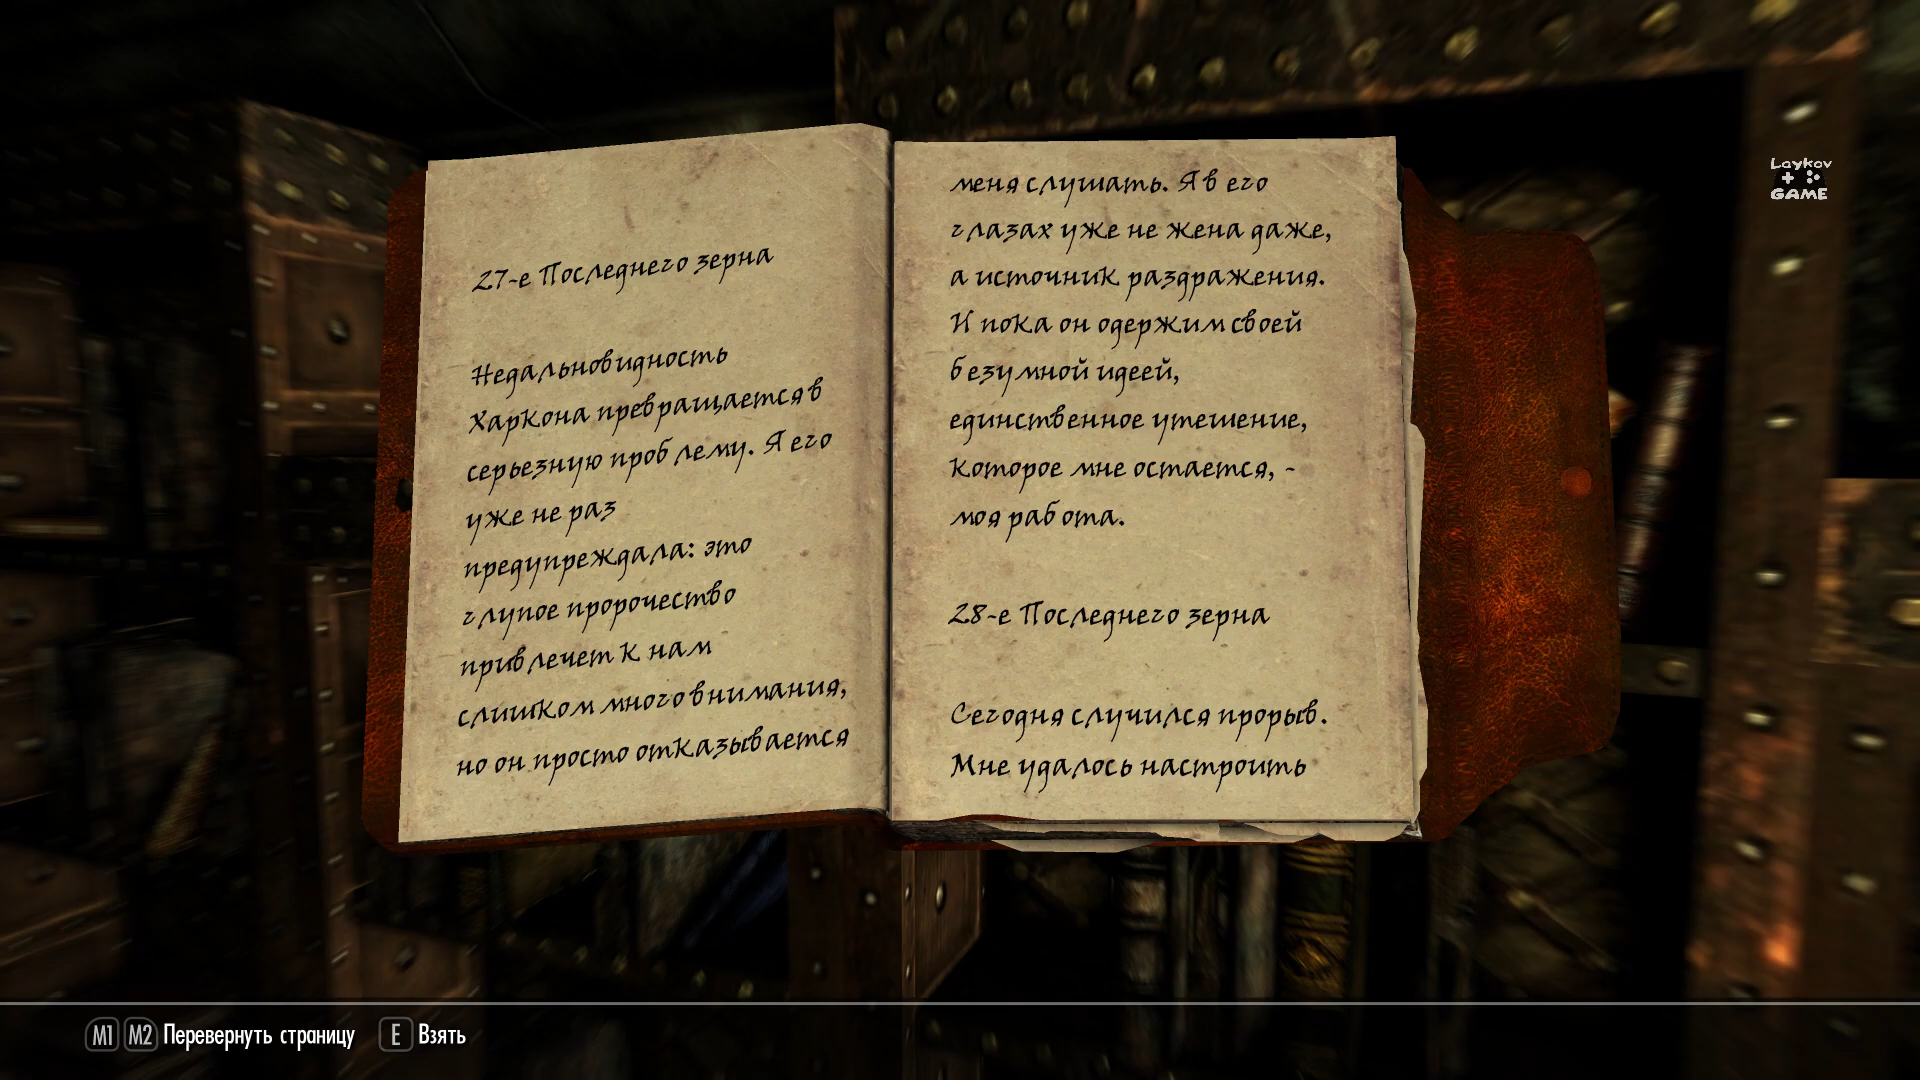 27-е Последнего зерна
Недальновидность
Харкона превращается в
серьезную проблему. Я его
уже не раз
предупреждала: это
глупое пророчество
привлечет к нам
слишком много внимания,
но он просто отказывается
меня слушать. Я в его
глазах уже не жена даже,
а источник раздражения.
И пока он одержим своей
безумной идеей,
единственное утешение,
которое мне остается, -
моя работа.
28-е Последнего зерна
Сегодня случился прорыв.
Мне удалось настроить
Laykov
GAME
M1 M2 Перевернуть страницу E Взять